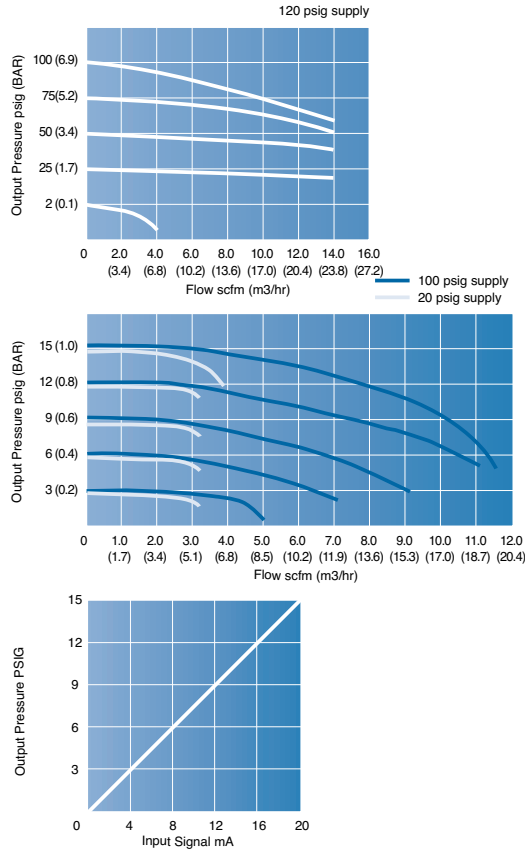 120 psig supply
Output Pressure psig (BAR)
100 (6.9)
75(5.2)
50 (3.4)
25 (1.7)
2 (0.1)
0 2.0 4.0 6.0 8.0 10.0 12.0 14.0 16.0
(3.4) (6.8) (10.2) (13.6) (17.0) (20.4) (23.8) (27.2)
Flow scfm (m3/hr)
100 psig supply
20 psig supply
Output Pressure psig (BAR)
15 (1.0)
12 (0.8)
9 (0.6)
6 (0.4)
3 (0.2)
0 1.0 2.0 3.0 4.0 5.0 6.0 7.0 8.0 9.0 10.0 11.0 12.0
(1.7) (3.4) (5.1) (6.8) (8.5) (10.2) (11.9) (13.6) (15.3) (17.0) (18.7) (20.4)
Flow scfm (m3/hr)
Output Pressure PSIG
15
12
9
6
3
0 4 8 12 16 20
Input Signal mA